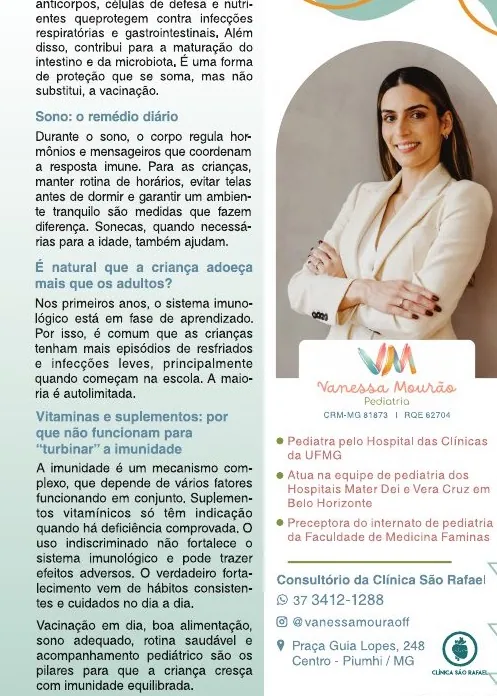 anticorpos, células de defesa e nutri-
entes queprotegem contra infecções
respiratórias e gastrointestinais. Além
disso, contribui para a maturação do
intestino e da microbiota. É uma forma
de proteção que se soma, mas não
substitui, a vacinação.
Sono: o remédio diário
Durante o sono, o corpo regula hor-
mônios e mensageiros que coordenam
a resposta imune. Para as crianças,
manter rotina de horários, evitar telas
antes de dormir e garantir um ambien-
te tranquilo são medidas que fazem
diferença. Sonecas, quando necessá-
rias para a idade, também ajudam.
É natural que a criança adoeça
mais que os adultos?
Nos primeiros anos, o sistema imuno-
lógico está em fase de aprendizado.
Por isso, é comum que as crianças
tenham mais episódios de resfriados
e infecções leves, principalmente
quando começam na escola. A maio-
ria é autolimitada.
Vitaminas e suplementos: por
que não funcionam para
"turbinar" a imunidade
A imunidade é um mecanismo com-
plexo, que depende de vários fatores
funcionando em conjunto. Suplemen-
tos vitamínicos só têm indicação
quando há deficiência comprovada. O
uso indiscriminado não fortalece o
sistema imunológico e pode trazer
efeitos adversos. O verdadeiro forta-
lecimento vem de hábitos consisten-
tes e cuidados no dia a dia.
Vacinação em dia, boa alimentação,
sono adequado, rotina saudável e
acompanhamento pediátrico são os
pilares para que a criança cresça
com imunidade equilibrada.
VM
Vanessa Mourão
Pediatria
CRM-MG 81873 | RQE 62704
Pediatra pelo Hospital das Clínicas
da UFMG
Atua na equipe de pediatria dos
Hospitais Mater Dei e Vera Cruz em
Belo Horizonte
Preceptora do internato de pediatria
da Faculdade de Medicina Faminas
Consultório da Clínica São Rafael
37 3412-1288
@vanessamouraoff
Praça Guia Lopes, 248
Centro - Piumhi / MG
CLÍNICA SÃO RAFAEL